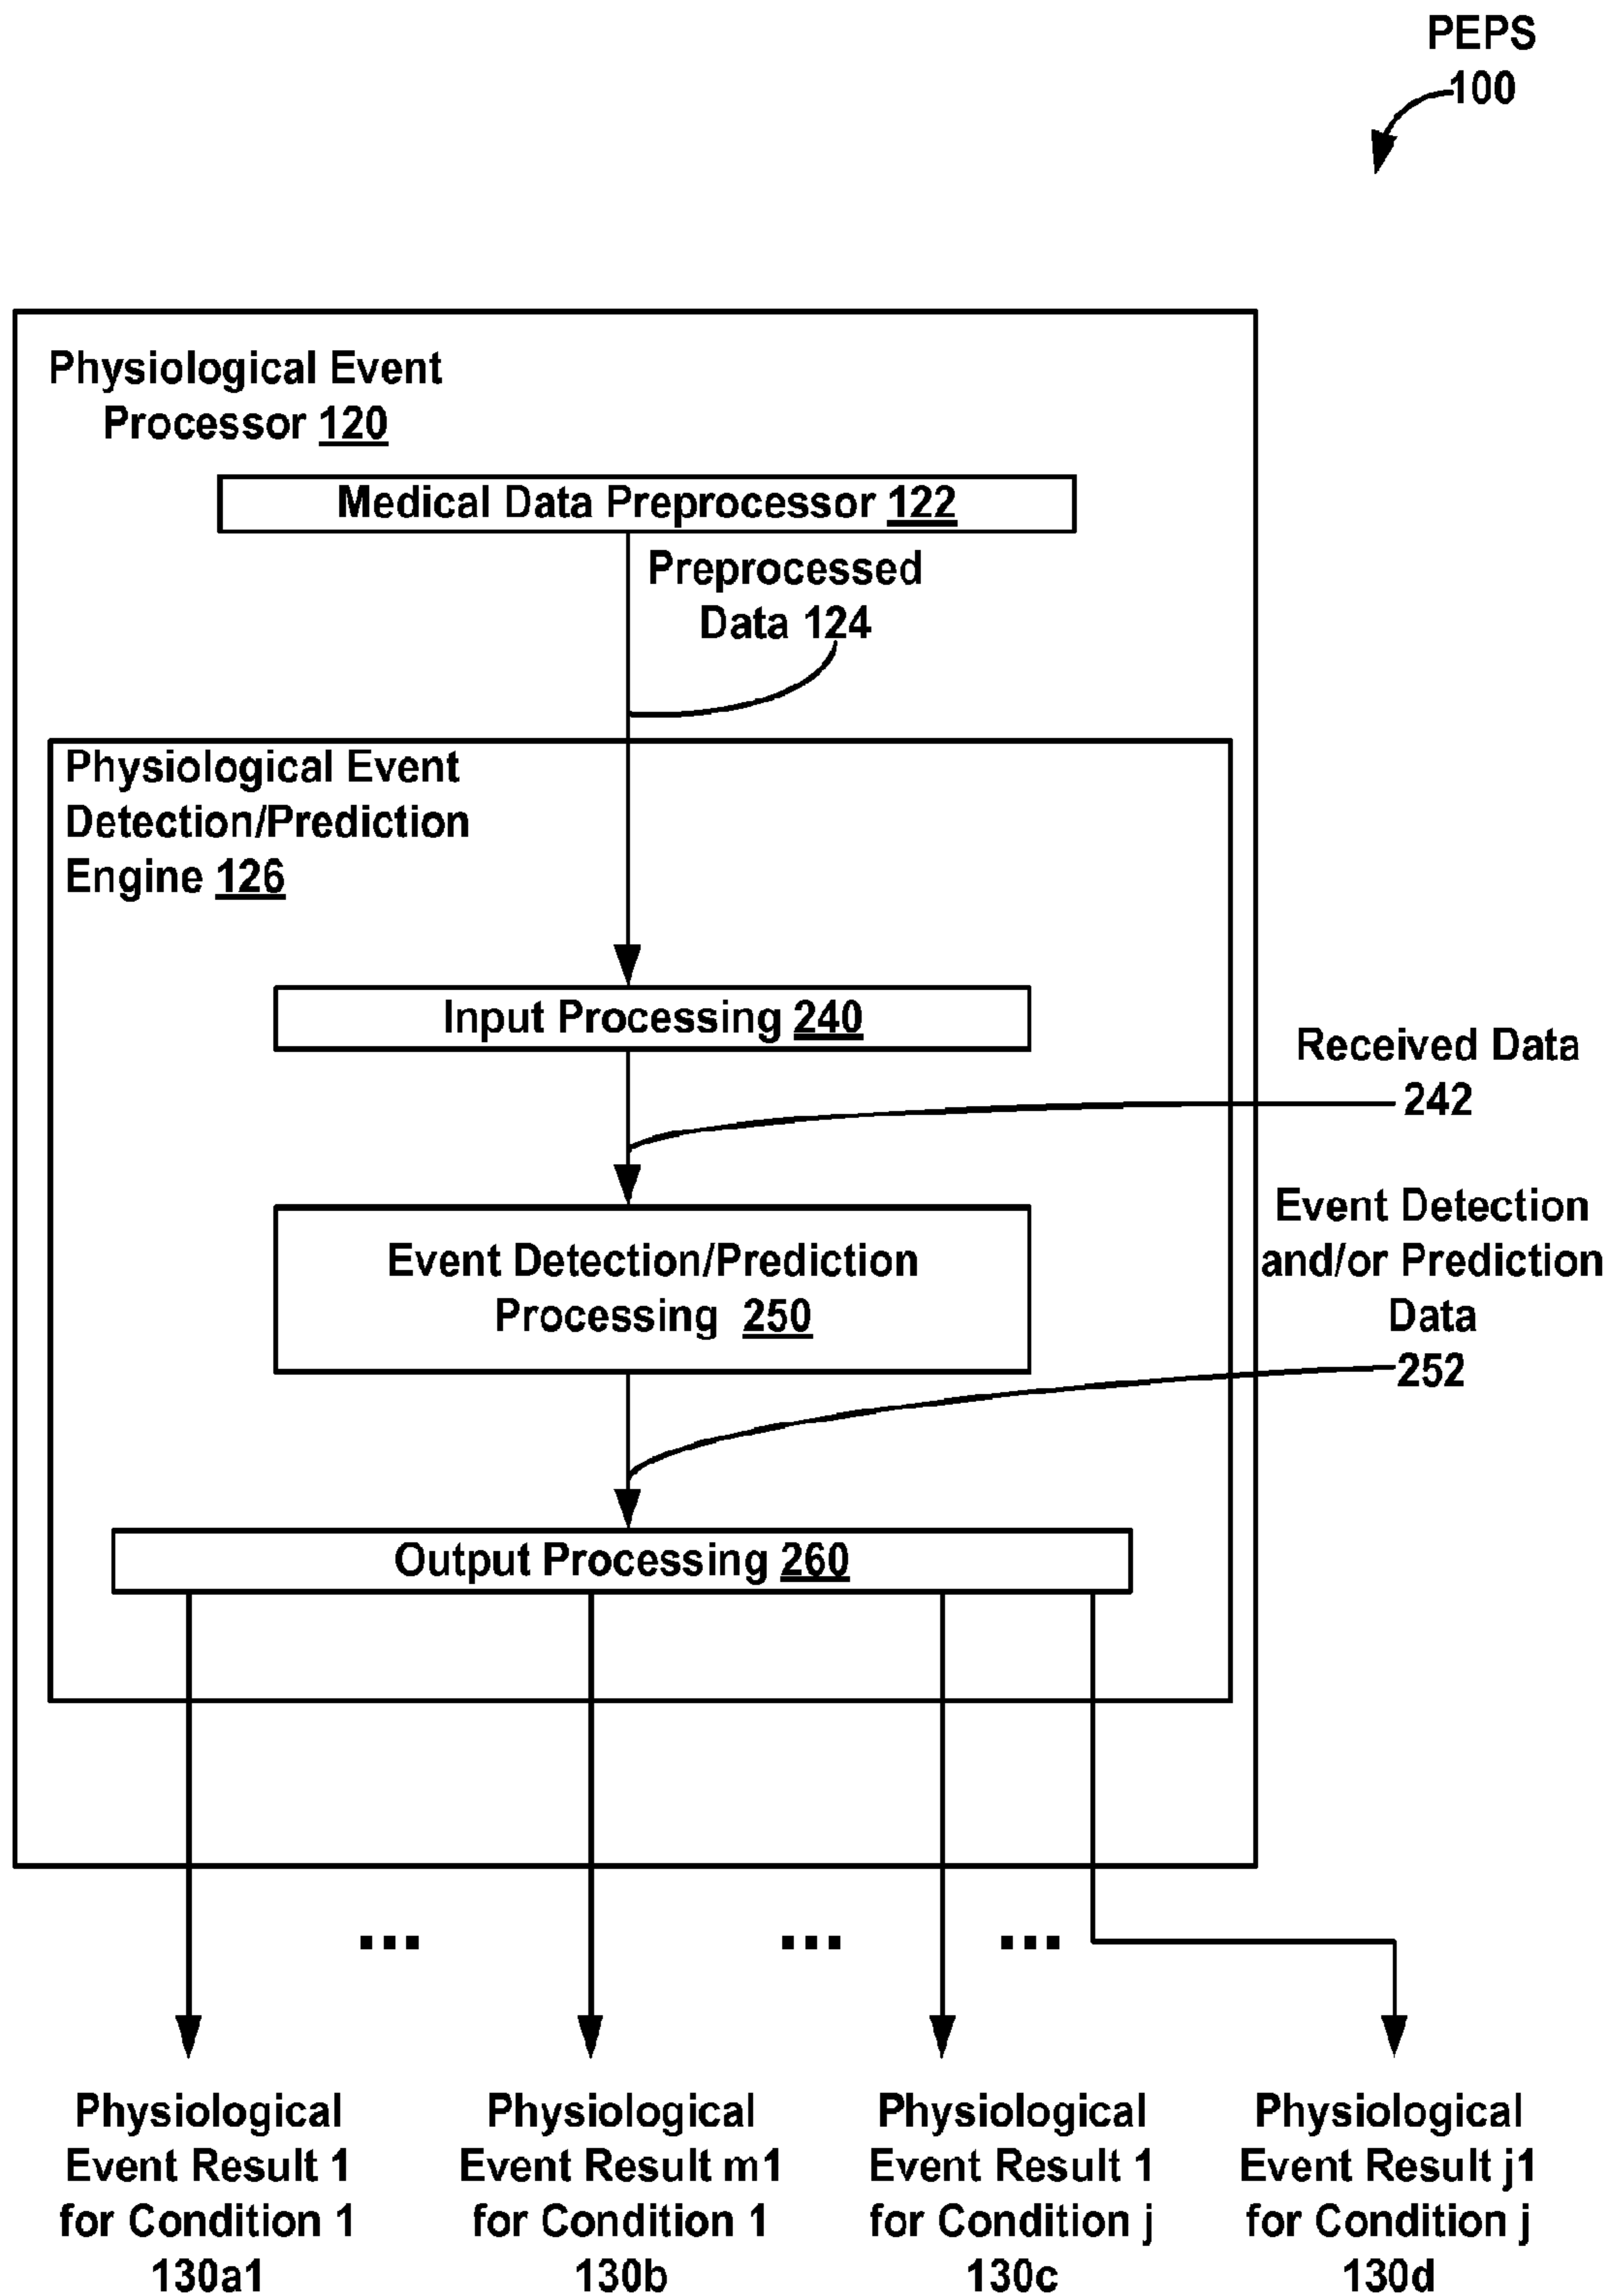 PEPS
100
Physiological Event
Processor 120
Medical Data Preprocessor 122
Preprocessed
Data 124
Physiological Event
Detection/Prediction
Engine 126
Input Processing 240
Received Data
242
Event Detection/Prediction
Processing 250
Event Detection
and/or Prediction
Data
252
Output Processing 260
... ... ...
Physiological
Event Result 1
for Condition 1
130a1
Physiological
Event Result m1
for Condition 1
130b
Physiological
Event Result 1
for Condition j
130c
Physiological
Event Result j1
for Condition j
130d